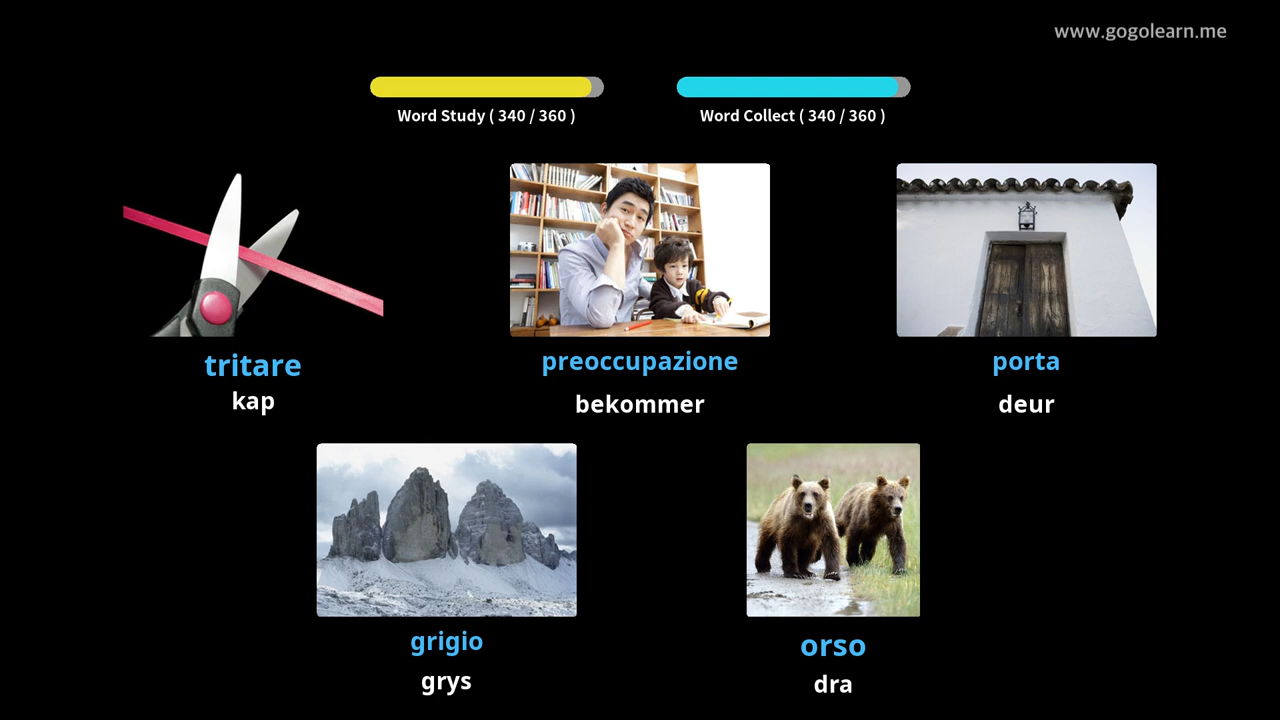 www.gogolearn.me
Word Study ( 340 / 360 )
Word Collect ( 340 / 360 )
tritare
kap
preoccupazione
bekommer
porta
deur
grigio
grys
orso
dra